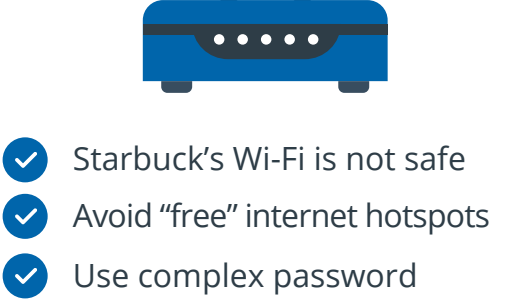 Starbuck’s Wi-Fi is not safe
Avoid “free” internet hotspots
Use complex password